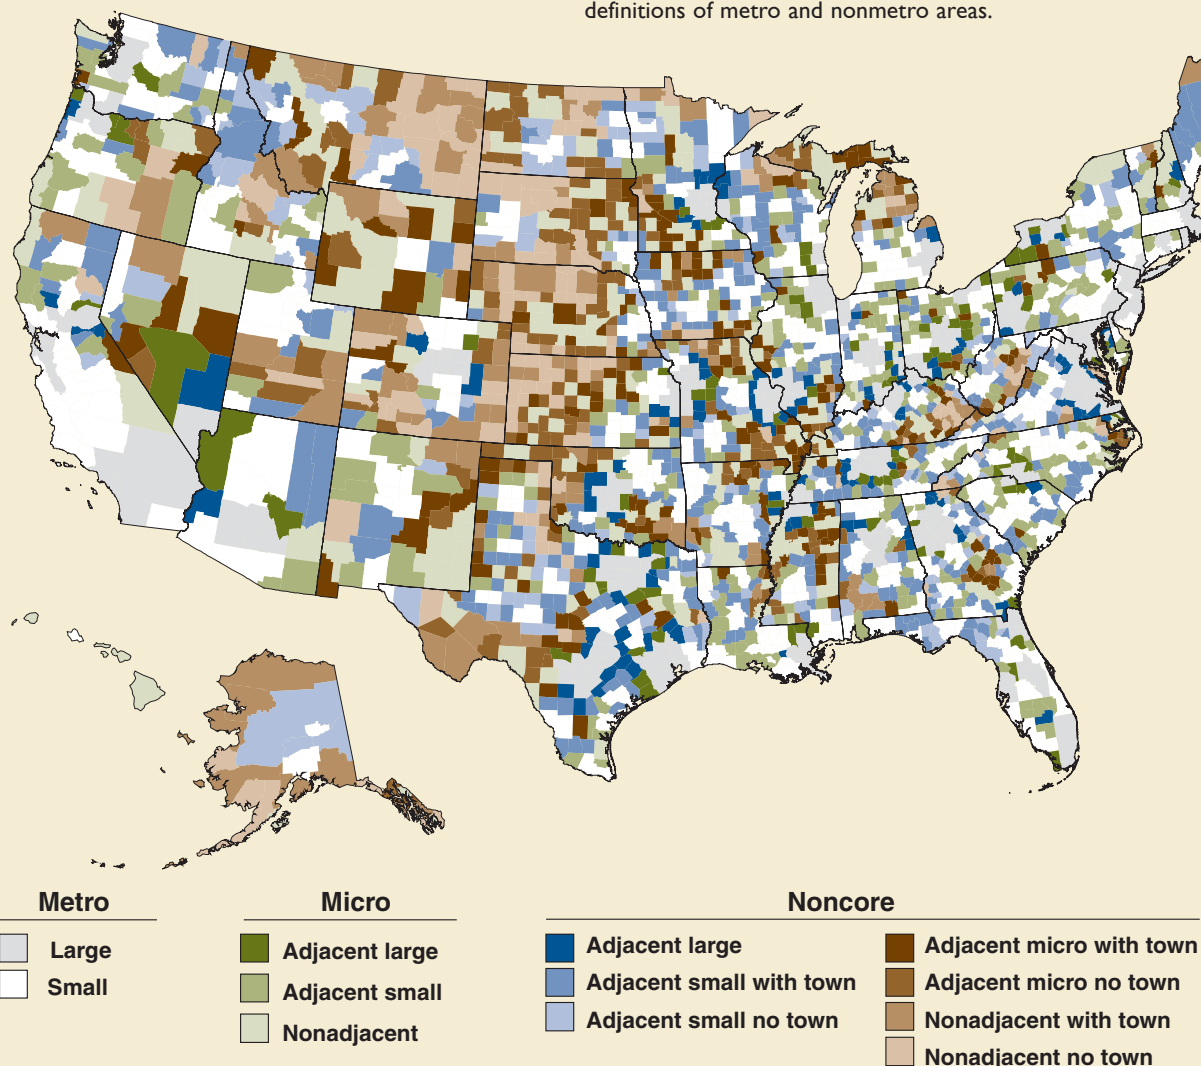 definitions of metro and nonmetro areas.
Metro
Large
Small
Micro
Adjacent large
Adjacent small
Nonadjacent
Noncore
Adjacent large
Adjacent small with town
Adjacent small no town
Adjacent micro with town
Adjacent micro no town
Nonadjacent with town
Nonadjacent no town